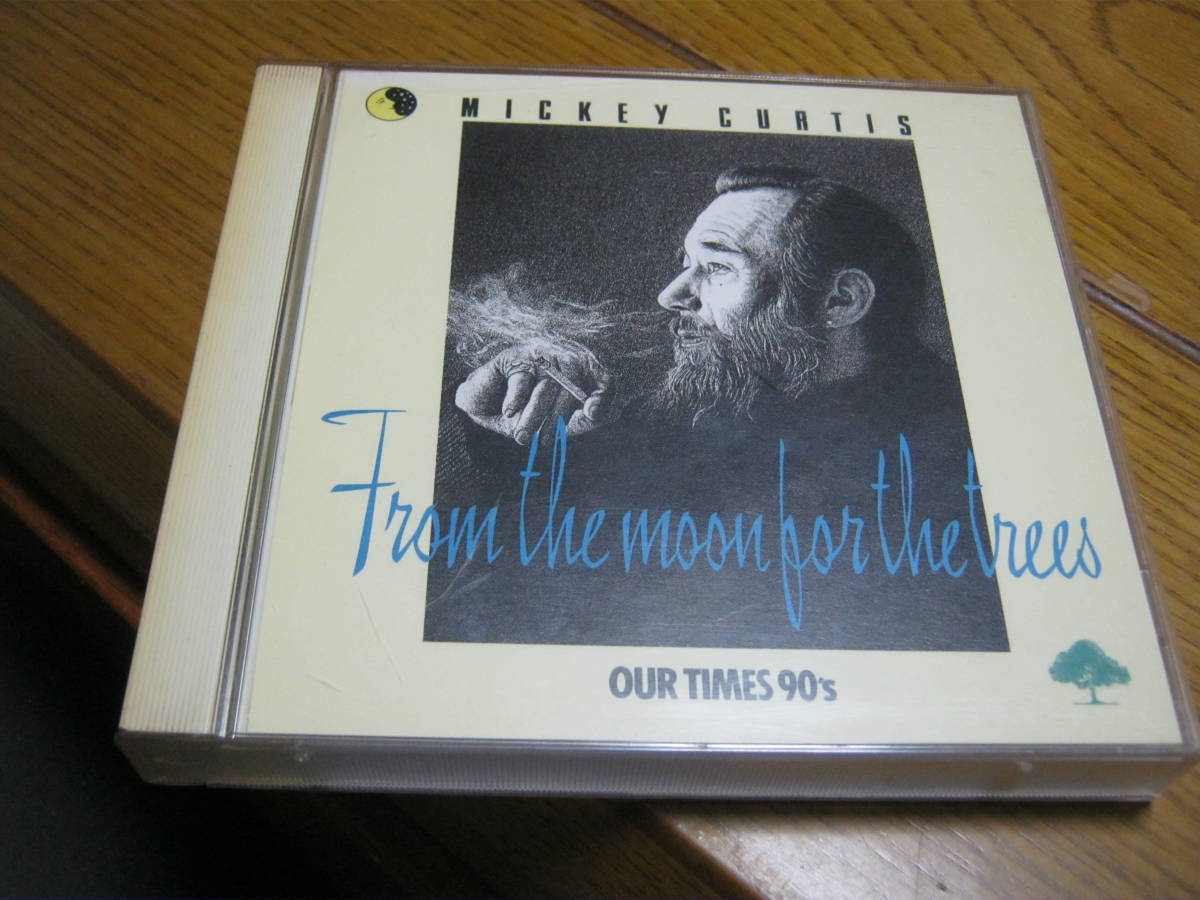 MICKEY CURTIS
From the moon for the trees
OUR TIMES 90's